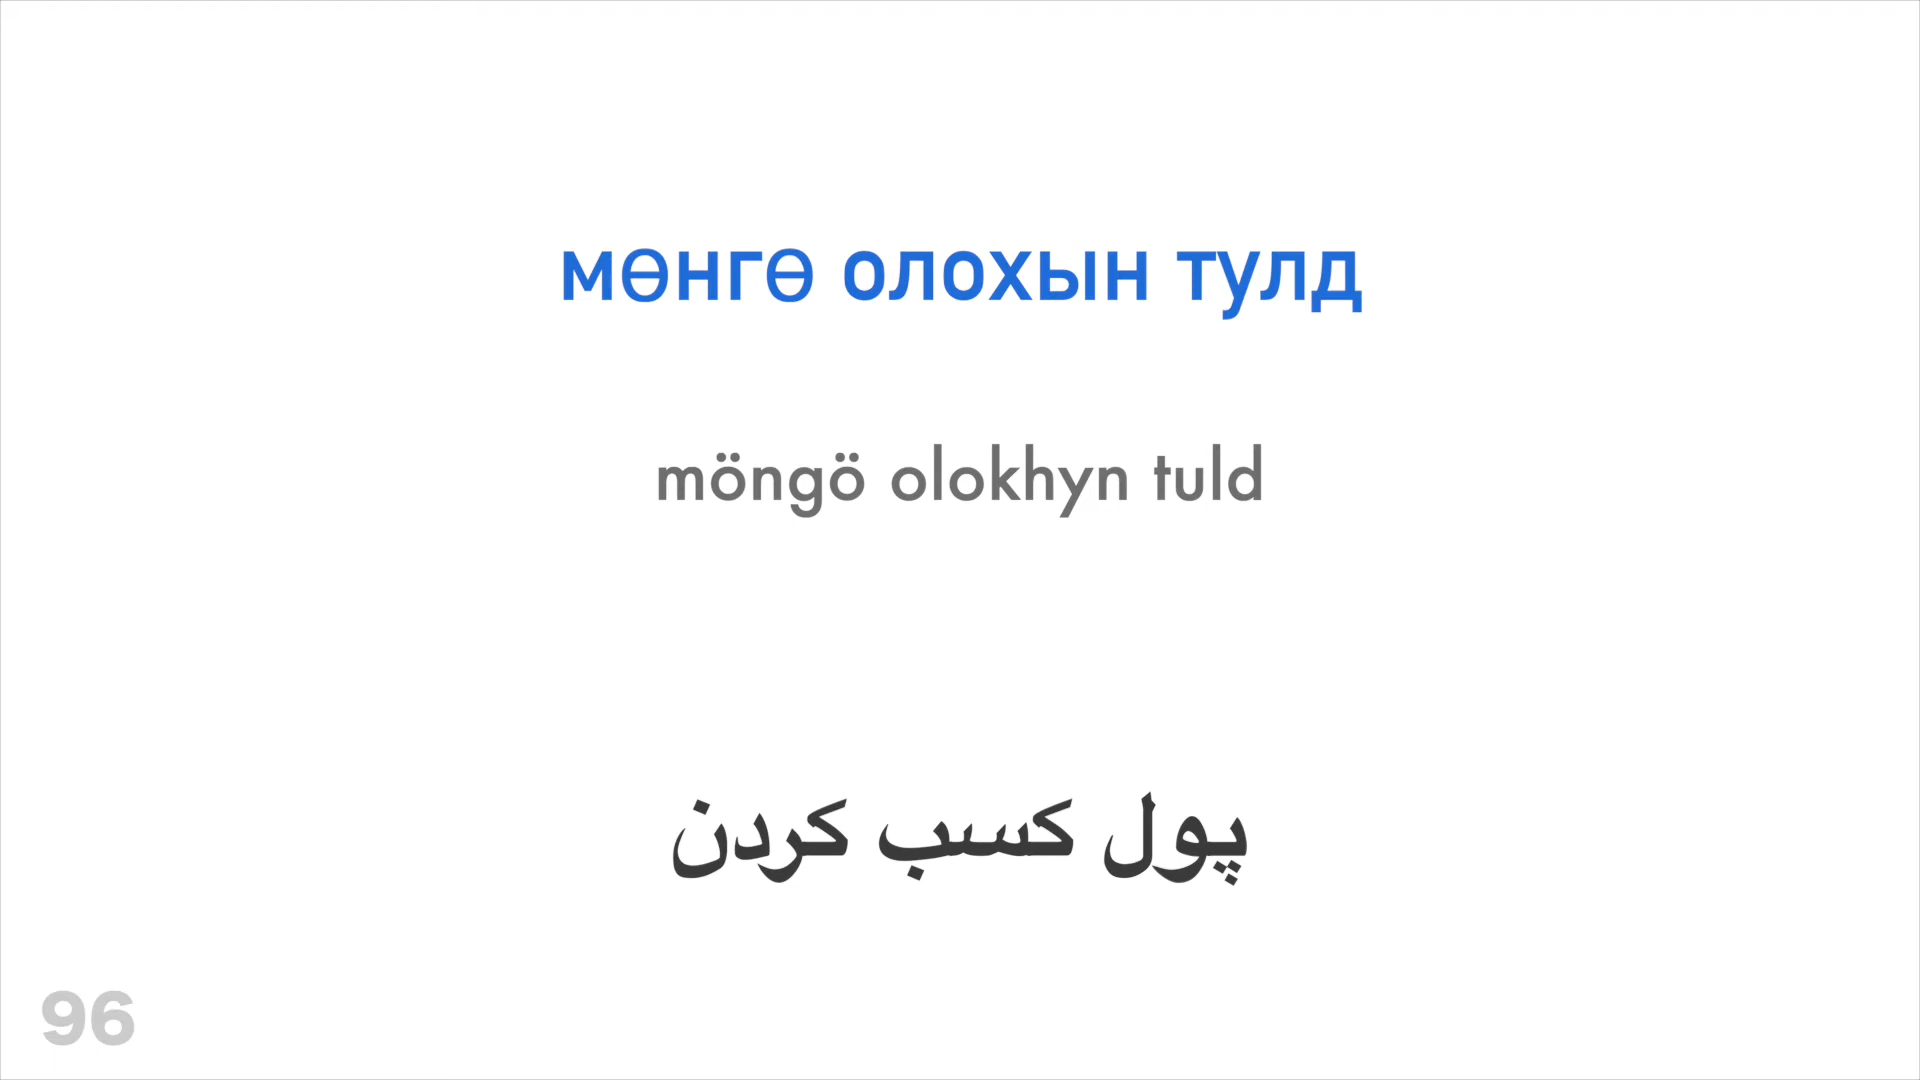 мөнгө олохын тулд
möngö olokhyn tuld
پول کسب کردن
96